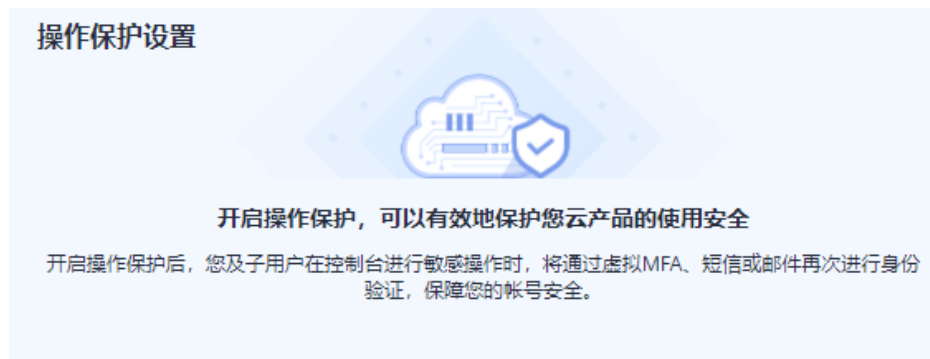 操作保护设置
开启操作保护，可以有效地保护您云产品的使用安全
开启操作保护后，您及子用户在控制台进行敏感操作时，将通过虚拟MFA、短信或邮件再次进行身份
验证，保障您的帐号安全。